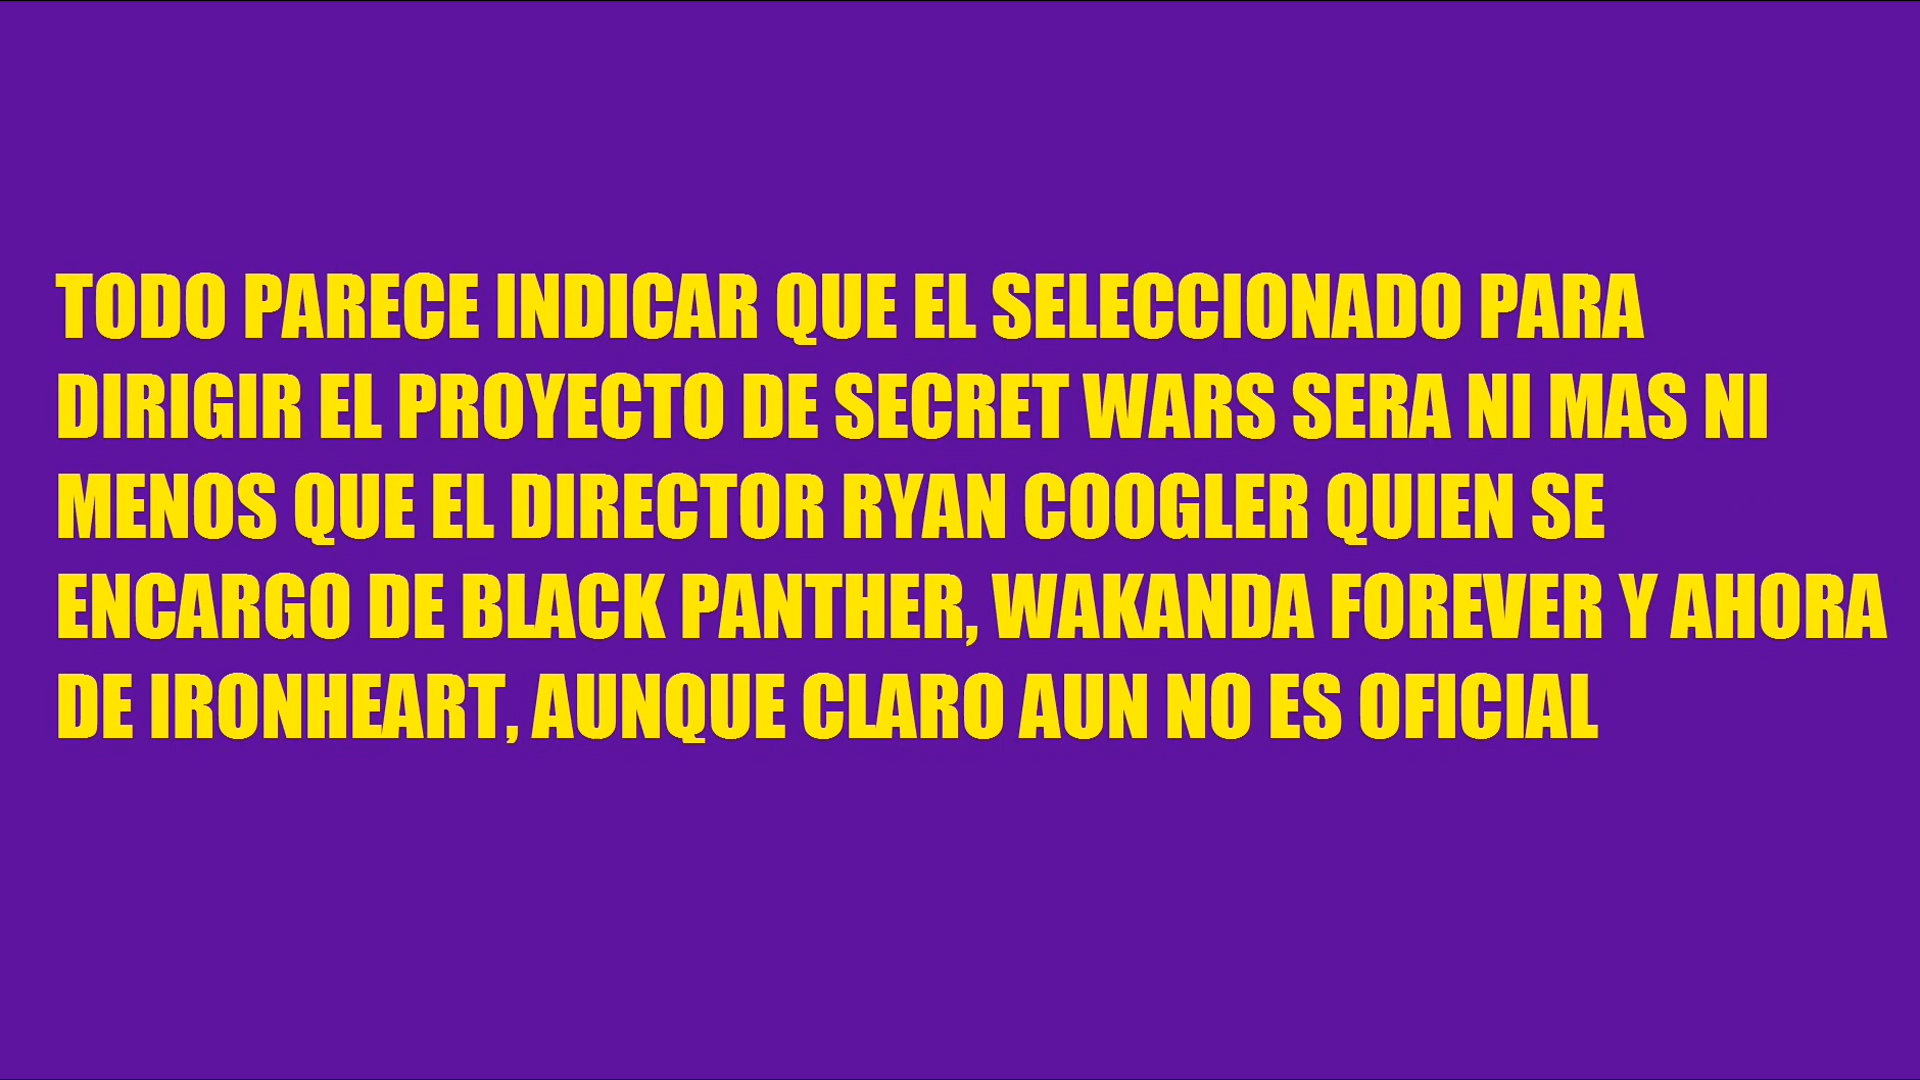 TODO PARECE INDICAR QUE EL SELECCIONADO PARA
DIRIGIR EL PROYECTO DE SECRET WARS SERA NI MAS NI
MENOS QUE EL DIRECTOR RYAN COOGLER QUIEN SE
ENCARGO DE BLACK PANTHER, WAKANDA FOREVER Y AHORA
DE IRONHEART, AUNQUE CLARO AUN NO ES OFICIAL